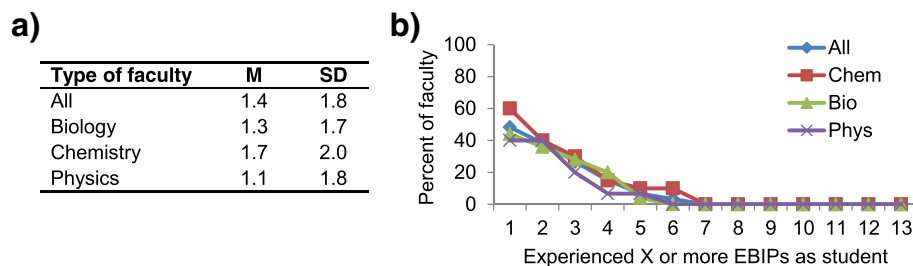 a)
Type of faculty M SD
All 1.4 1.8
Biology 1.3 1.7
Chemistry 1.7 2.0
Physics 1.1 1.8
b)
Percent of faculty
100
80
60
40
20
0
1 2 3 4 5 6 7 8 9 10 11 12 13
Experienced X or more EBIPs as student
All
Chem
Bio
Phys